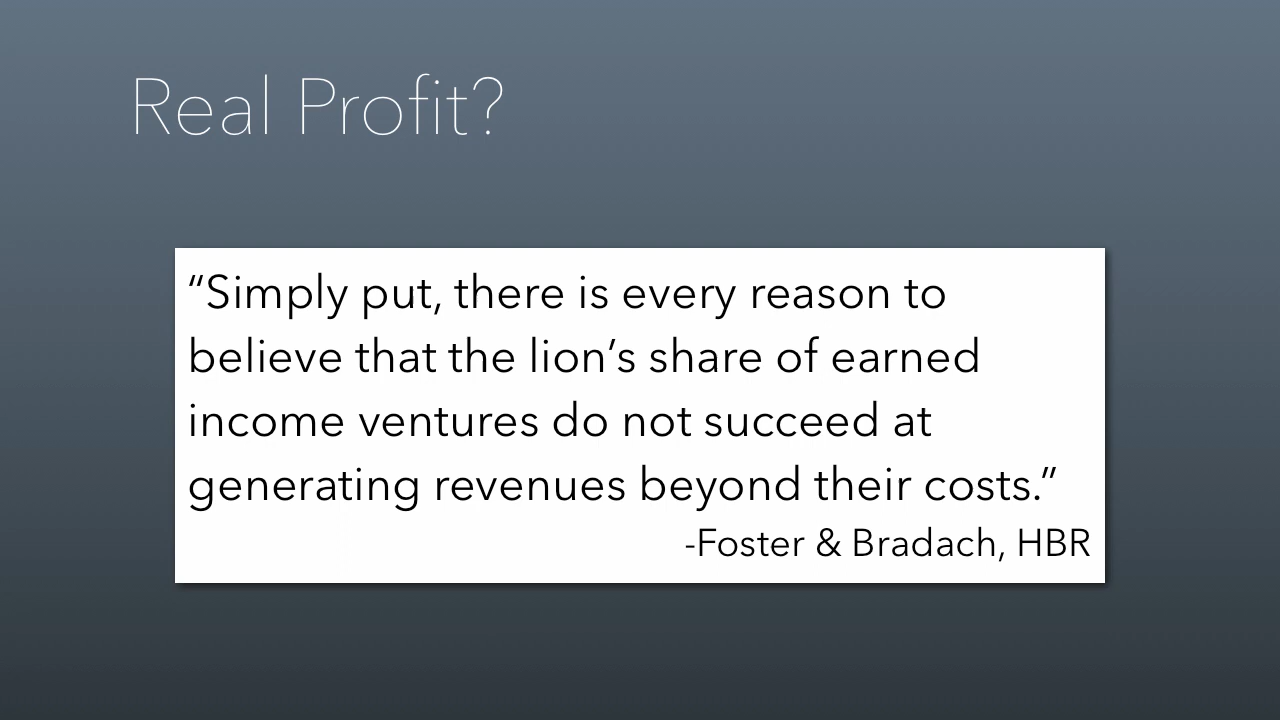 Real Profit?
“Simply put, there is every reason to
believe that the lion’s share of earned
income ventures do not succeed at
generating revenues beyond their costs.”
-Foster & Bradach, HBR